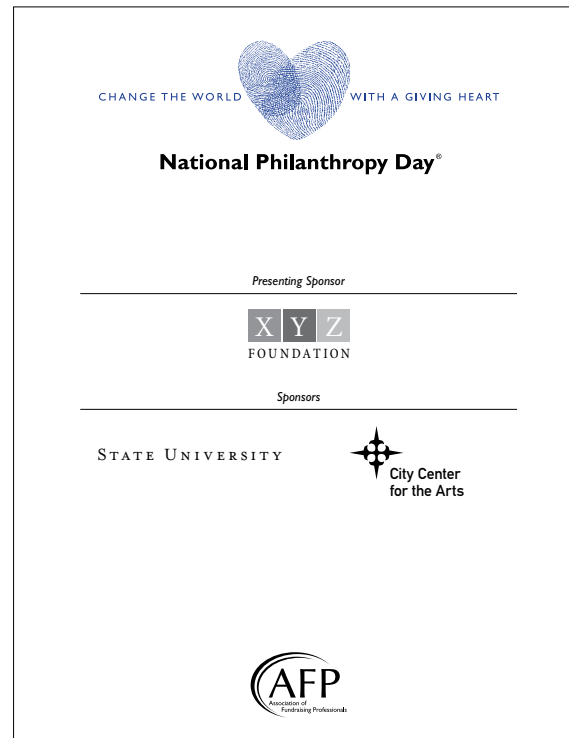 CHANGE THE WORLD WITH A GIVING HEART
National Philanthropy Day®
Presenting Sponsor
X Y Z
FOUNDATION
Sponsors
STATE UNIVERSITY
City Center
for the Arts
AFP
Association of
Fundraising Professionals